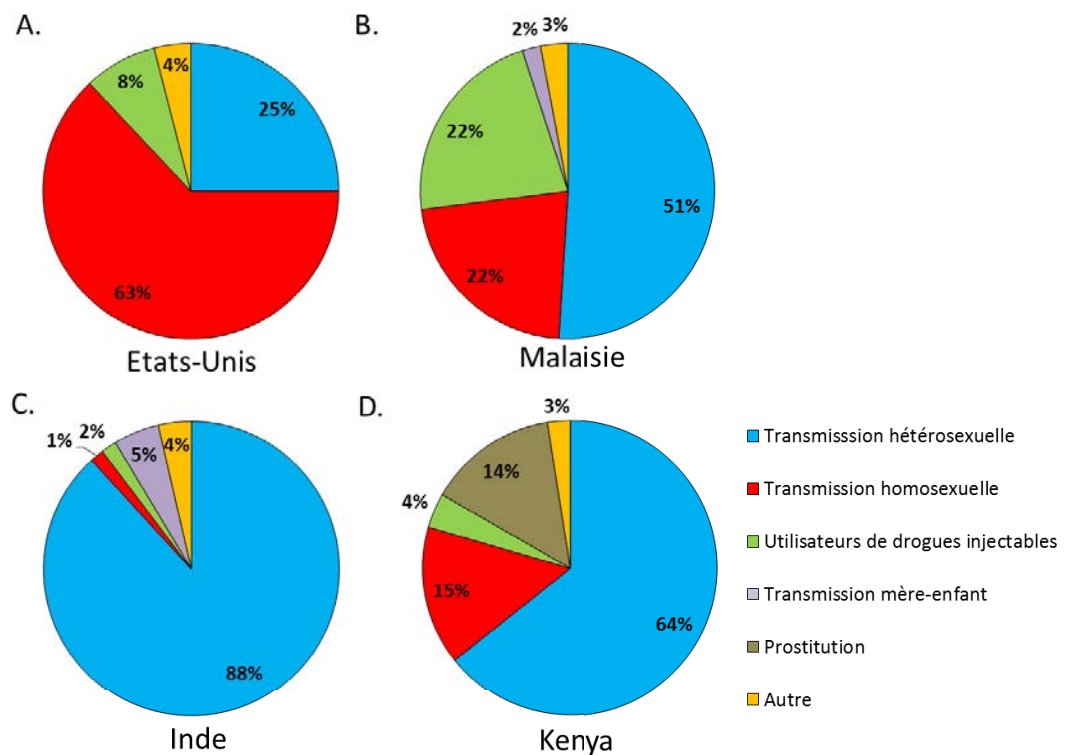 A.
4%
8%
25%
63%
Etats-Unis
B.
2%
3%
22%
51%
22%
Malaisie
C.
1%
2%
5%
4%
88%
Inde
D.
3%
14%
4%
15%
64%
Kenya
Transmisssion hétérosexuelle
Transmission homosexuelle
Utilisateurs de drogues injectables
Transmission mère-enfant
Prostitution
Autre